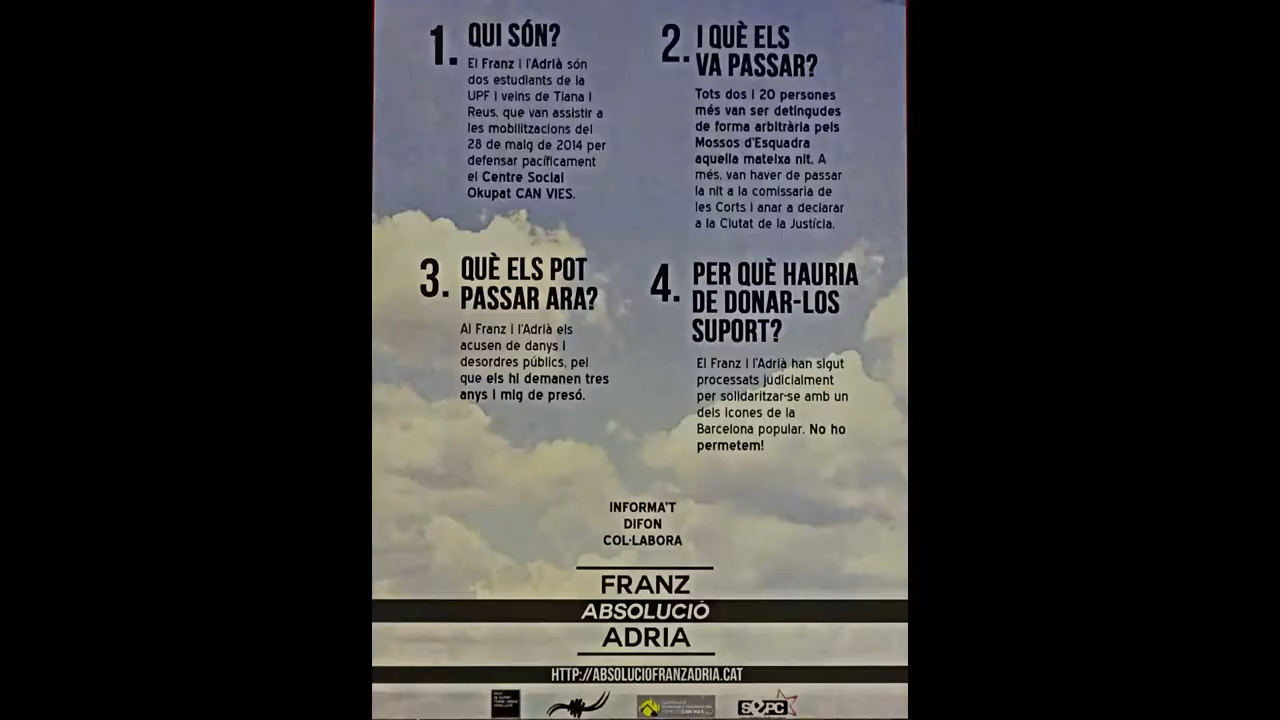 1. QUI SÓN?
El Franz i l'Adrià són
dos estudiants de la
UPF i veïns de Tiana i
Reus, que van assistir a
les mobilitzacions del
28 de maig de 2014 per
defensar pacíficament
el Centre Social
Okupat CAN VIES.
2. I QUÈ ELS
VA PASSAR?
Tots dos i 20 persones
més van ser detingudes
de forma arbitrària pels
Mossos d'Esquadra
aquella mateixa nit. A
més, van haver de passar
la nit a la comissaria de
les Corts i anar a declarar
a la Ciutat de la Justícia.
3. QUÈ ELS POT
PASSAR ARA?
Al Franz i l'Adrià els
acusen de danys i
desordres públics, pel
que els hi demanen tres
anys i mig de presó.
4. PER QUÈ HAURIA
DE DONAR-LOS
SUPORT?
El Franz i l'Adrià han sigut
processats judicialment
per solidaritzar-se amb un
dels icones de la
Barcelona popular. No ho
permetem!
INFORMA'T
DIFON
COL·LABORA
FRANZ
ABSOLUCIÓ
ADRIA
HTTP://ABSOLUCIOFRANZADRIA.CAT
CAN VIES
SEPC